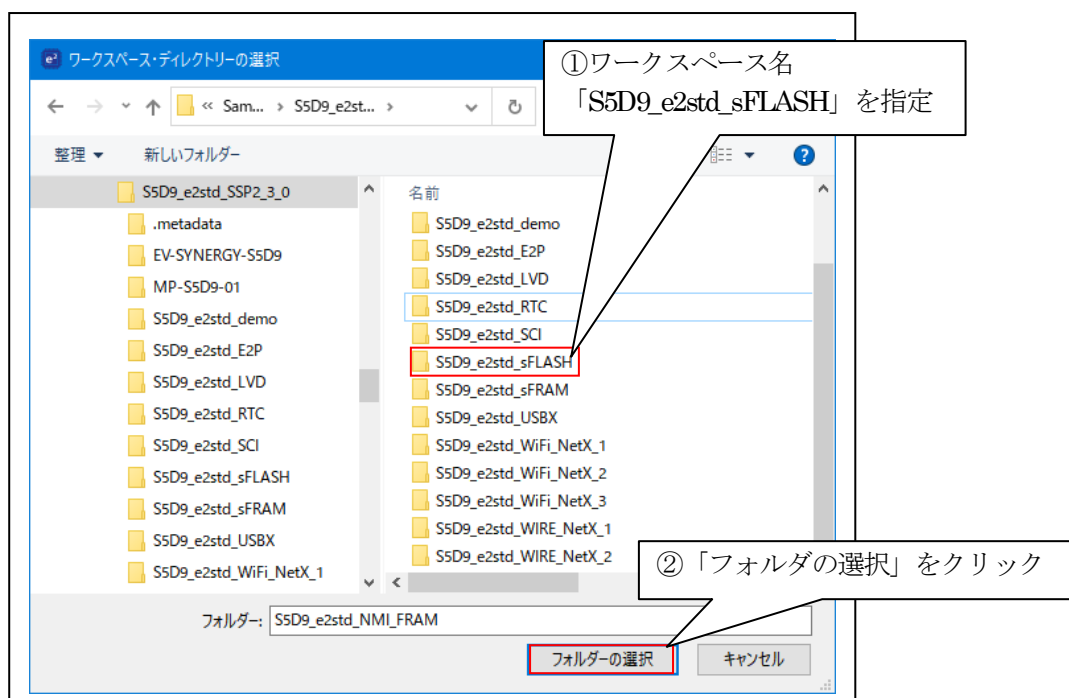 ワークスペース・ディレクトリーの選択
①ワークスペース名
「S5D9_e2std_sFLASH」を指定
« Sam... › S5D9_e2st... ›
整理
新しいフォルダー
S5D9_e2std_SSP2_3_0
.metadata
EV-SYNERGY-S5D9
MP-S5D9-01
S5D9_e2std_demo
S5D9_e2std_E2P
S5D9_e2std_LVD
S5D9_e2std_RTC
S5D9_e2std_SCI
S5D9_e2std_sFLASH
S5D9_e2std_sFRAM
S5D9_e2std_USBX
S5D9_e2std_WiFi_NetX_1
名前
S5D9_e2std_demo
S5D9_e2std_E2P
S5D9_e2std_LVD
S5D9_e2std_RTC
S5D9_e2std_SCI
S5D9_e2std_sFLASH
S5D9_e2std_sFRAM
S5D9_e2std_USBX
S5D9_e2std_WiFi_NetX_1
S5D9_e2std_WiFi_NetX_2
S5D9_e2std_WiFi_NetX_3
S5D9_e2std_WIRE_NetX_1
S5D9_e2std_WIRE_NetX_2
②「フォルダの選択」をクリック
フォルダー: S5D9_e2std_NMI_FRAM
フォルダーの選択
キャンセル